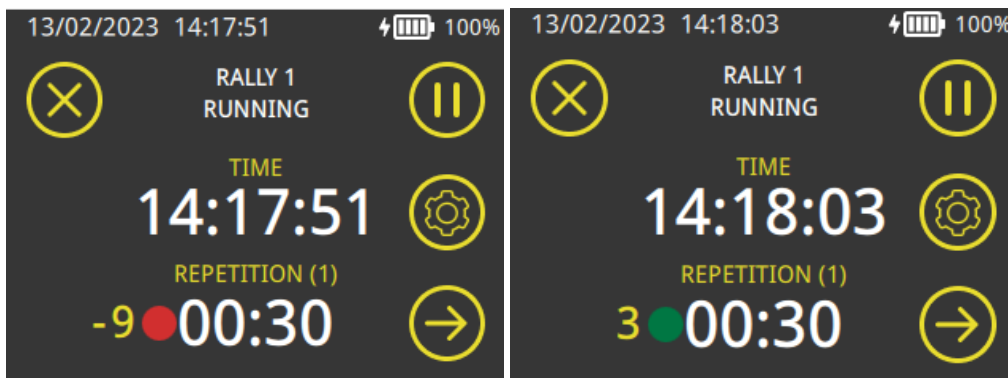 13/02/2023 14:17:51 100%
RALLY 1
RUNNING
TIME
14:17:51
REPETITION (1)
-9 00:30
13/02/2023 14:18:03 100%
RALLY 1
RUNNING
TIME
14:18:03
REPETITION (1)
3 00:30